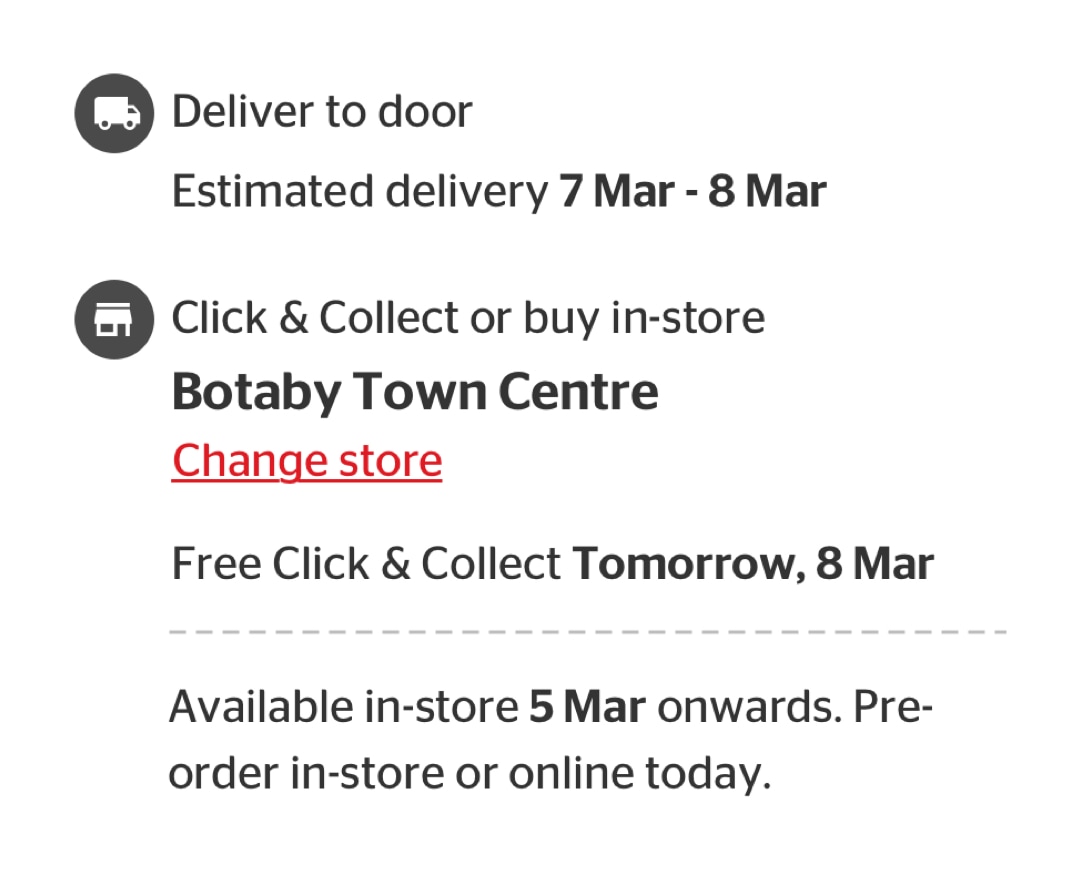 Deliver to door
Estimated delivery 7 Mar - 8 Mar
Click & Collect or buy in-store
Botaby Town Centre
Change store
Free Click & Collect Tomorrow, 8 Mar
Available in-store 5 Mar onwards. Pre-
order in-store or online today.